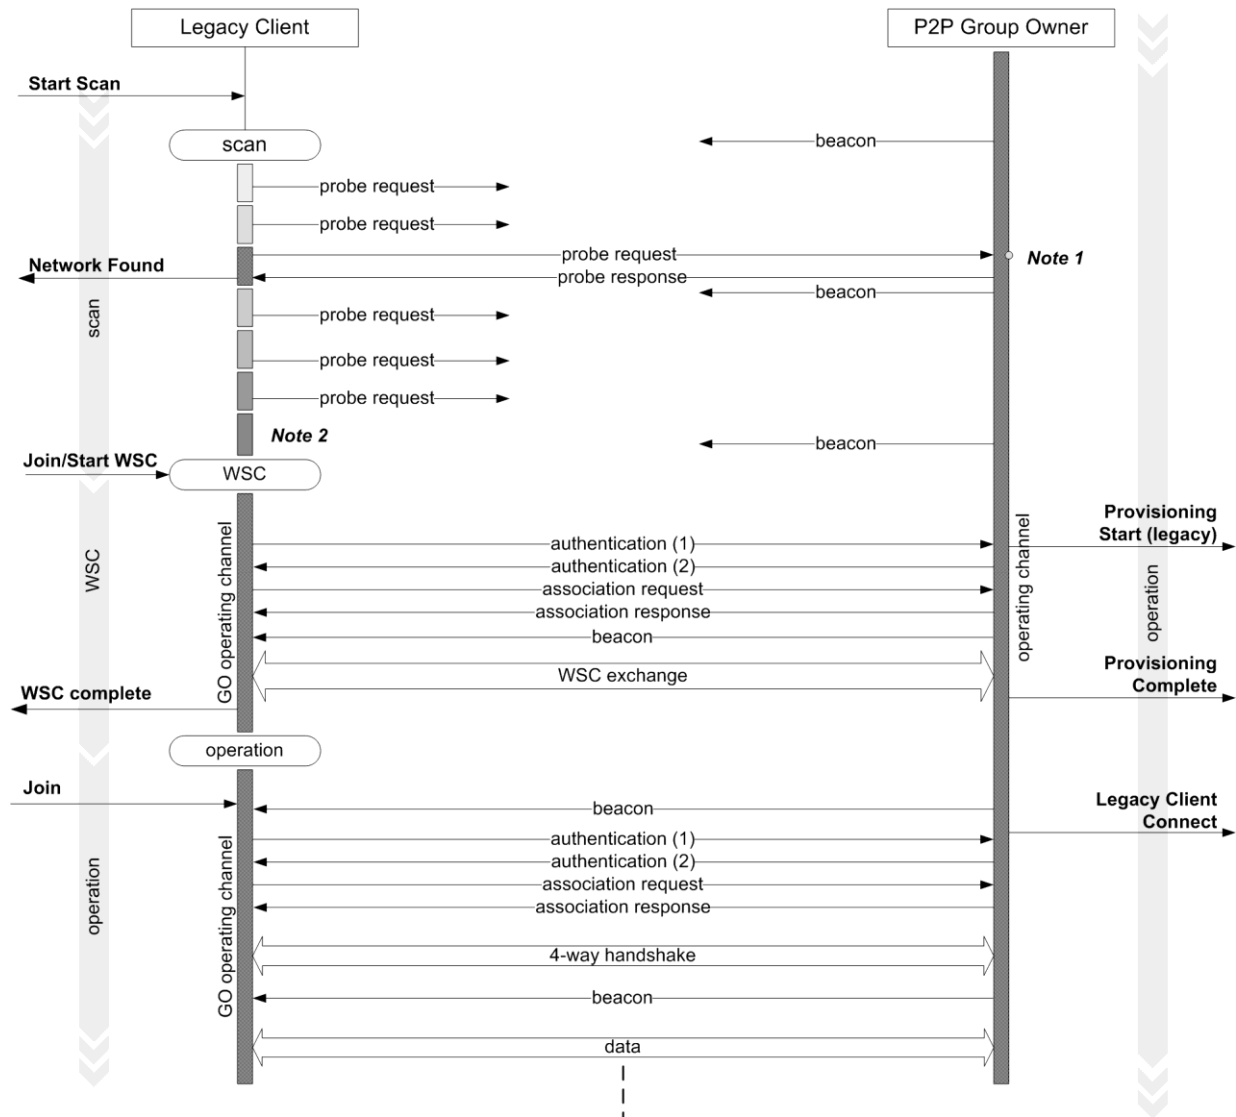 Legacy Client
P2P Group Owner
Start Scan
scan
beacon
probe request
probe request
probe request
Note 1
Network Found
probe response
beacon
scan
probe request
probe request
probe request
Note 2
beacon
Join/Start WSC
WSC
Provisioning
Start (legacy)
GO operating channel
operating channel
WSC
operation
authentication (1)
authentication (2)
association request
association response
beacon
WSC exchange
Provisioning
Complete
WSC complete
operation
Join
beacon
Legacy Client
Connect
authentication (1)
authentication (2)
association request
association response
operation
GO operating channel
4-way handshake
beacon
data